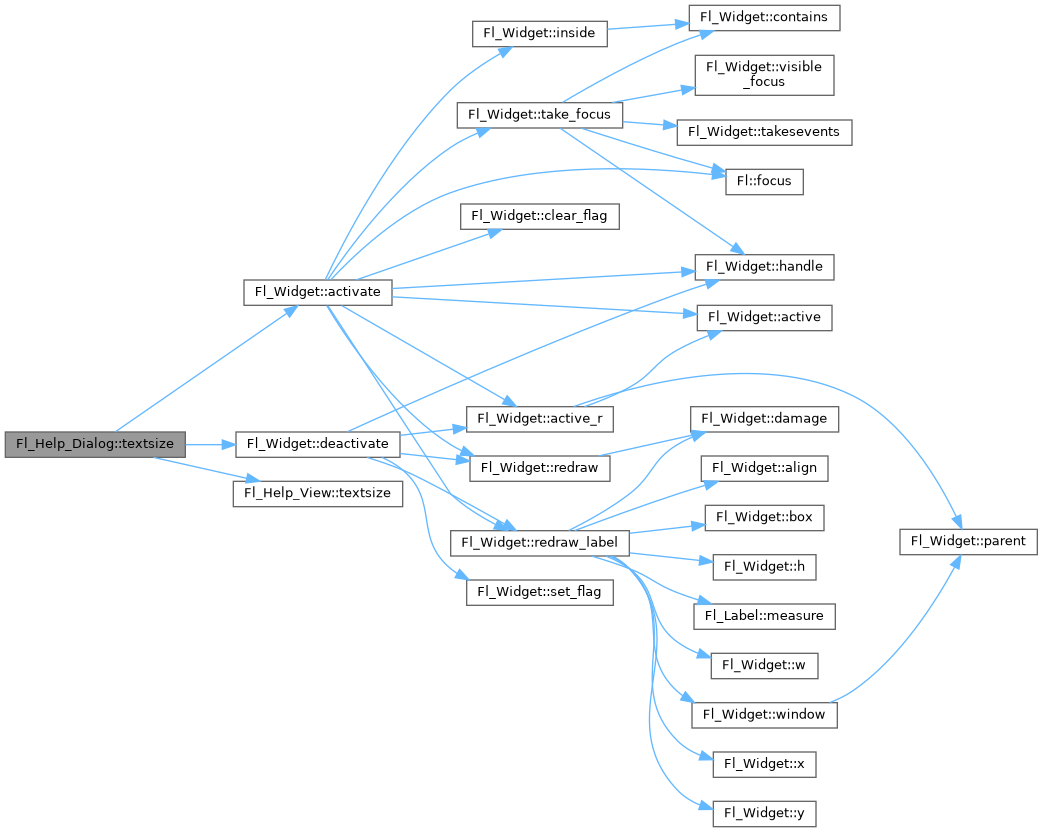 Fl_Widget::contains
Fl_Widget::inside
Fl_Widget::visible
_focus
Fl_Widget::take_focus
Fl_Widget::takesevents
Fl::focus
Fl_Widget::clear_flag
Fl_Widget::handle
Fl_Widget::activate
Fl_Widget::active
Fl_Widget::active_r
Fl_Widget::damage
Fl_Help_Dialog::textsize
Fl_Widget::deactivate
Fl_Widget::redraw
Fl_Widget::align
Fl_Help_View::textsize
Fl_Widget::box
Fl_Widget::redraw_label
Fl_Widget::parent
Fl_Widget::h
Fl_Widget::set_flag
Fl_Label::measure
Fl_Widget::w
Fl_Widget::window
Fl_Widget::x
Fl_Widget::y